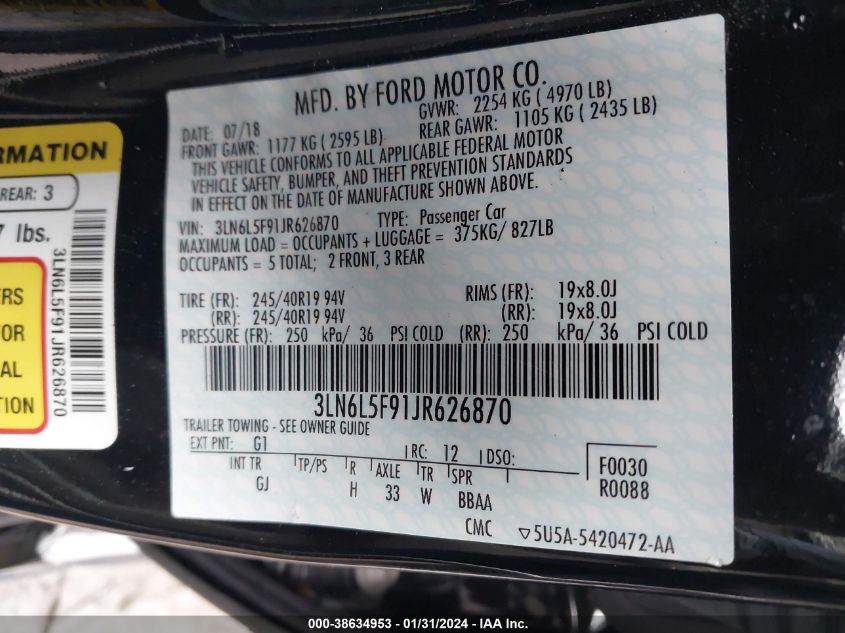 MFD. BY FORD MOTOR CO.
DATE: 07/18 GVWR: 2254 KG ( 4970 LB)
FRONT GAWR: 1177 KG ( 2595 LB) REAR GAWR: 1105 KG ( 2435 LB)
THIS VEHICLE CONFORMS TO ALL APPLICABLE FEDERAL MOTOR
VEHICLE SAFETY, BUMPER, AND THEFT PREVENTION STANDARDS
IN EFFECT ON THE DATE OF MANUFACTURE SHOWN ABOVE.
VIN: 3LN6L5F91JR626870 TYPE: Passenger Car
MAXIMUM LOAD = OCCUPANTS + LUGGAGE = 375KG/ 827LB
OCCUPANTS = 5 TOTAL; 2 FRONT, 3 REAR
TIRE (FR): 245/40R19 94V RIMS (FR): 19x8.0J
(RR): 245/40R19 94V (RR): 19x8.0J
PRESSURE (FR): 250 kPa/ 36 PSI COLD (RR): 250 kPa/ 36 PSI COLD
3LN6L5F91JR626870
TRAILER TOWING - SEE OWNER GUIDE
EXT PNT: G1 RC: 12 DSO: F0030
INT TR TP/PS R AXLE TR SPR R0088
GJ H 33 W BBAA
CMC ▽5U5A-5420472-AA
RMATION
REAR: 3
7 lbs.
ERS
FOR
AL
ION
3LN6L5F91JR626870
000-38634953 - 01/31/2024 - IAA Inc.